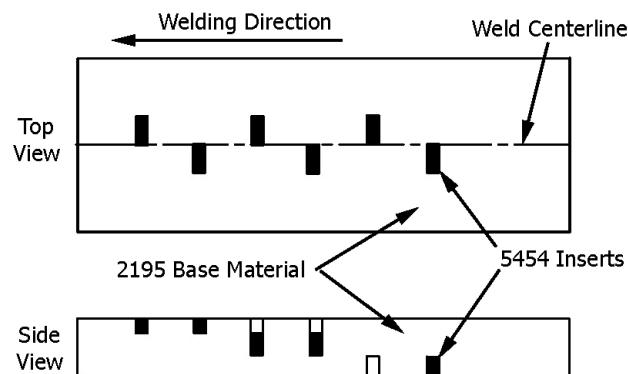 Welding Direction
Weld Centerline
Top
View
2195 Base Material
5454 Inserts
Side
View